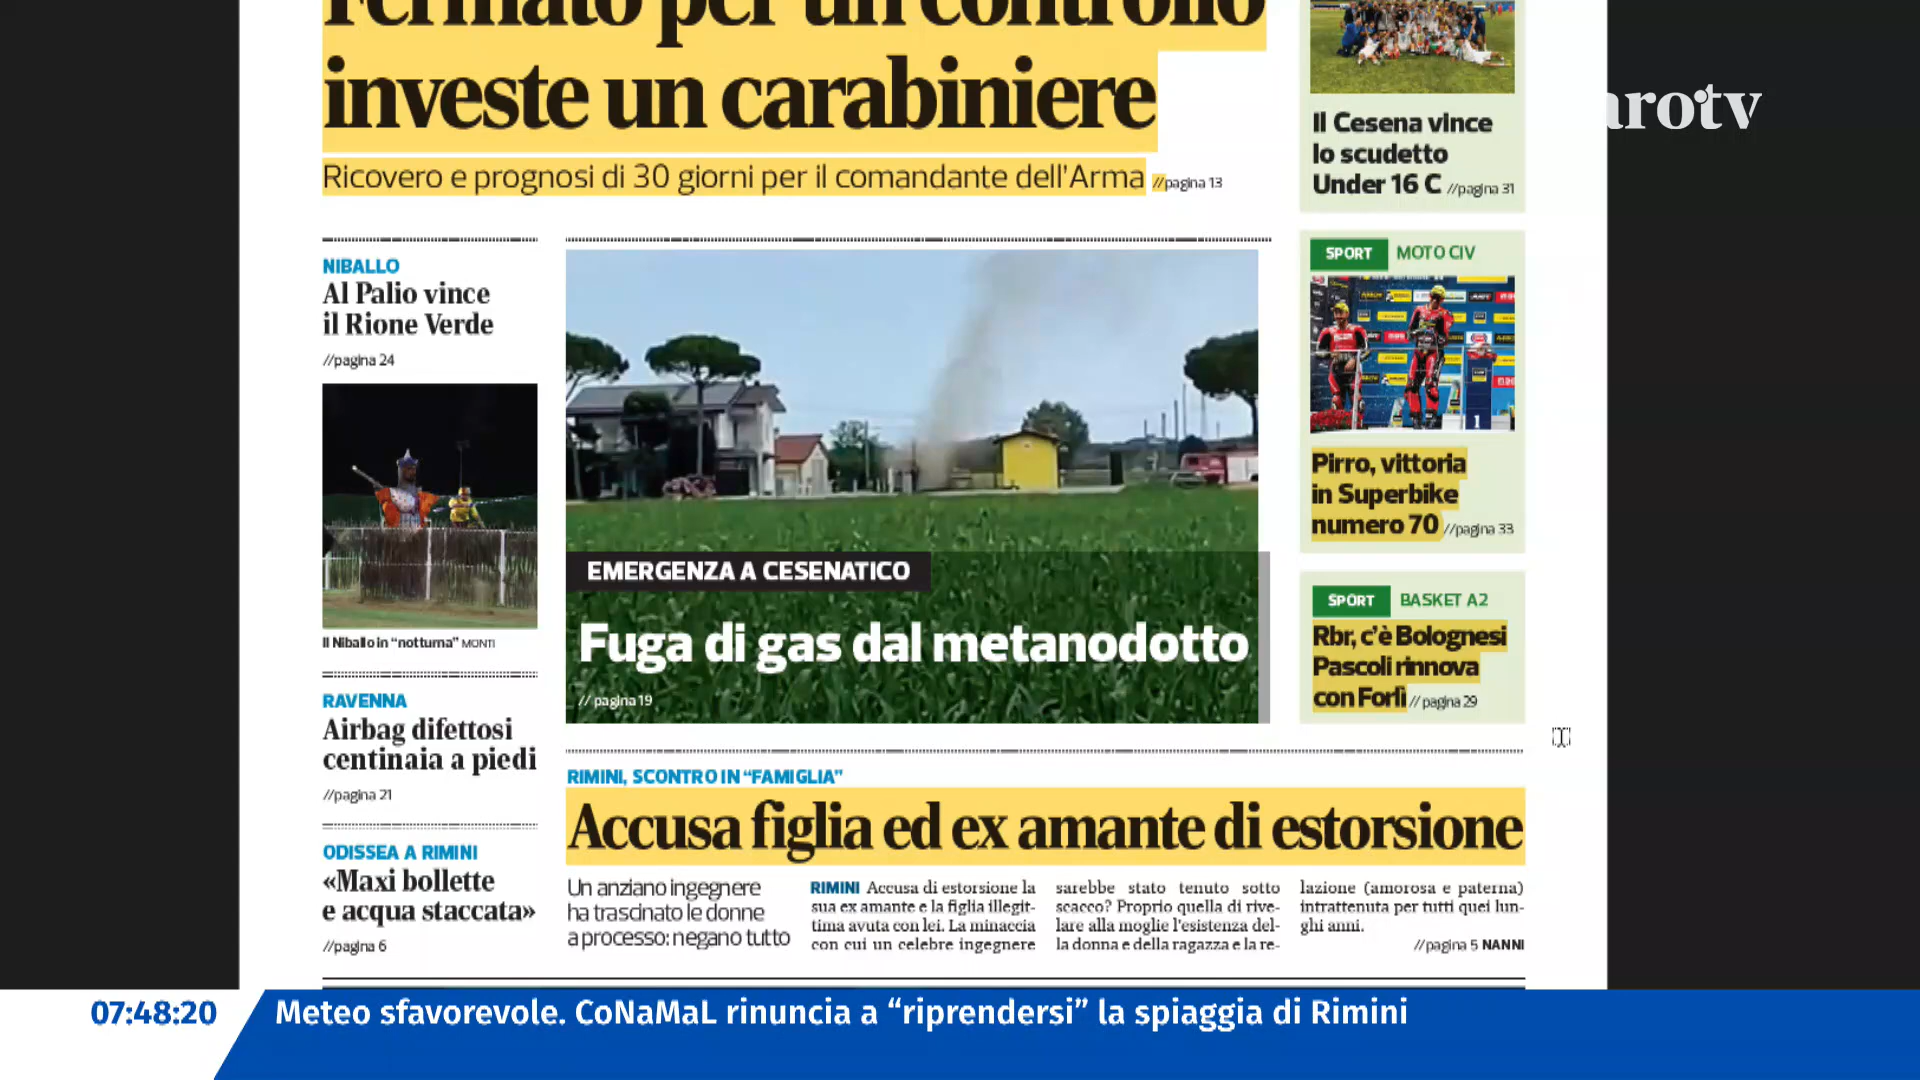 Fermato per un controllo
investe un carabiniere
Ricovero e prognosi di 30 giorni per il comandante dell'Arma //pagina 13
NIBALLO
Al Palio vince
il Rione Verde
//pagina 24
Il Niballo in “notturna” MONTI
RAVENNA
Airbag difettosi
centinaia a piedi
//pagina 21
ODISSEA A RIMINI
«Maxi bollette
e acqua staccata»
//pagina 6
EMERGENZA A CESENATICO
Fuga di gas dal metanodotto
// pagina 19
RIMINI, SCONTRO IN “FAMIGLIA”
Accusa figlia ed ex amante di estorsione
Un anziano ingegnere
ha trascinato le donne
a processo: negano tutto
RIMINI Accusa di estorsione la
sua ex amante e la figlia illegit-
tima avuta con lei. La minaccia
con cui un celebre ingegnere
sarebbe stato tenuto sotto
scacco? Proprio quella di rive-
lare alla moglie l'esistenza del-
la donna e della ragazza e la re-
lazione (amorosa e paterna)
intrattenuta per tutti quei lun-
ghi anni.
//pagina 5 NANNI
Il Cesena vince
lo scudetto
Under 16 C //pagina 31
SPORT MOTO CIV
1
Pirro, vittoria
in Superbike
numero 70 //pagina 33
SPORT BASKET A2
Rbr, c'è Bolognesi
Pascoli rinnova
con Forlì // pagina 29
arotv
07:48:20
Meteo sfavorevole. CoNaMaL rinuncia a “riprendersi” la spiaggia di Rimini